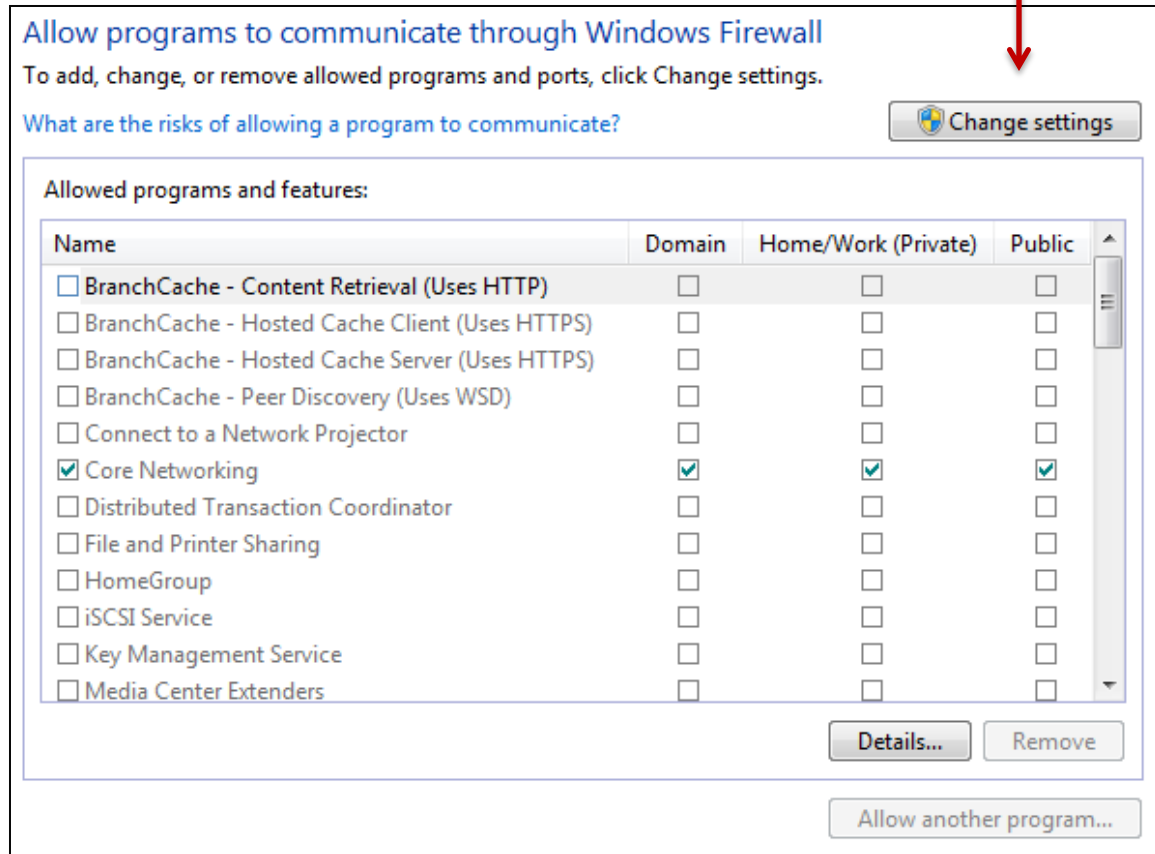 Allow programs to communicate through Windows Firewall
To add, change, or remove allowed programs and ports, click Change settings.
What are the risks of allowing a program to communicate?
Change settings
Allowed programs and features:
Name Domain Home/Work (Private) Public
BranchCache - Content Retrieval (Uses HTTP)
BranchCache - Hosted Cache Client (Uses HTTPS)
BranchCache - Hosted Cache Server (Uses HTTPS)
BranchCache - Peer Discovery (Uses WSD)
Connect to a Network Projector
Core Networking
Distributed Transaction Coordinator
File and Printer Sharing
HomeGroup
iSCSI Service
Key Management Service
Media Center Extenders
Details... Remove
Allow another program...